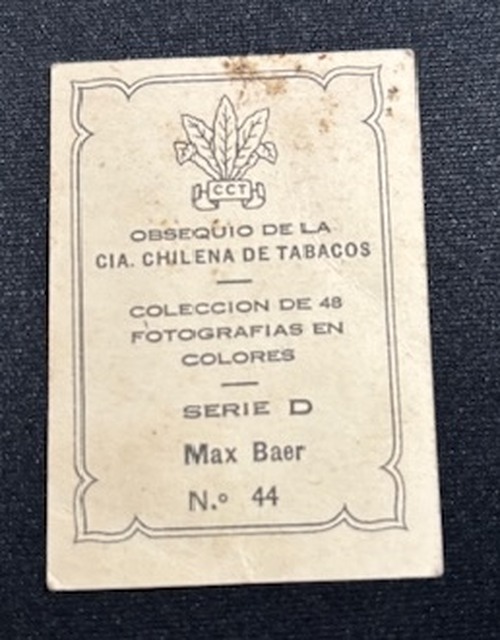 CCT
OBSEQUIO DE LA
CIA. CHILENA DE TABACOS
COLECCION DE 48
FOTOGRAFIAS EN
COLORES
SERIE D
Max Baer
N.º 44